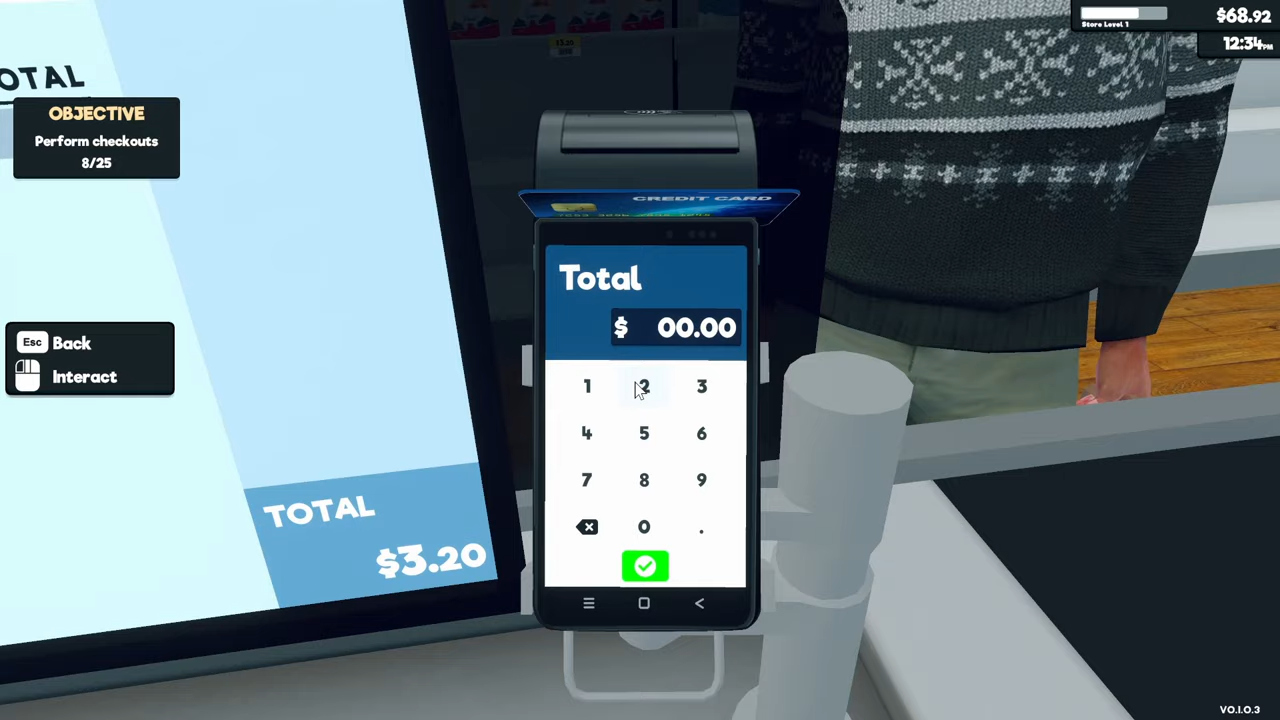 $68.92
Store Level 1
12:34PM
OTAL
OBJECTIVE
Perform checkouts
8/25
CREDIT CARD
Total
$ 00.00
Esc Back
Interact
1 2 3
4 5 6
7 8 9
0 .
TOTAL
$3.20
V0.1.0.3